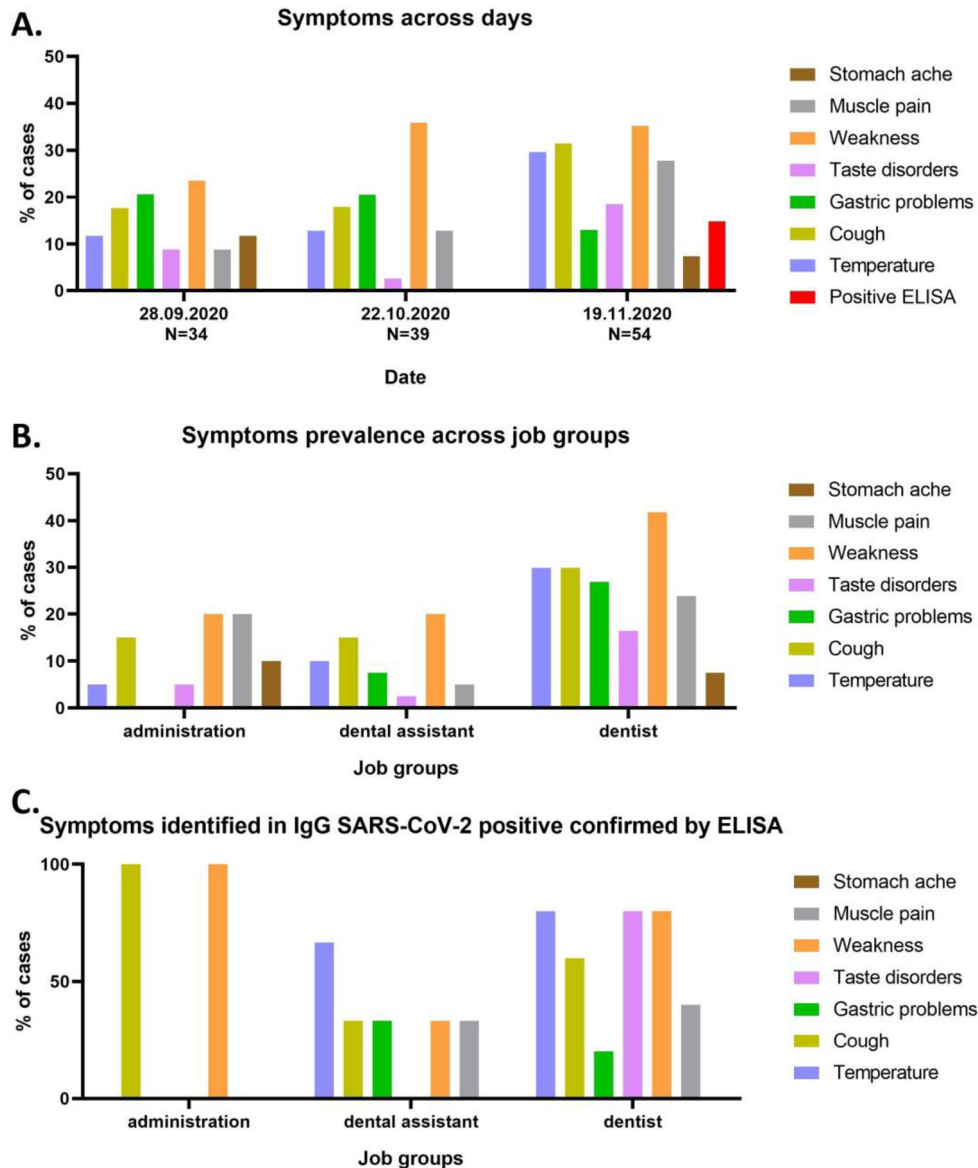 A.
Symptoms across days
% of cases
50
40
30
20
10
0
28.09.2020
N=34
22.10.2020
N=39
19.11.2020
N=54
Date
Stomach ache
Muscle pain
Weakness
Taste disorders
Gastric problems
Cough
Temperature
Positive ELISA
B.
Symptoms prevalence across job groups
% of cases
50
40
30
20
10
0
administration
dental assistant
dentist
Job groups
Stomach ache
Muscle pain
Weakness
Taste disorders
Gastric problems
Cough
Temperature
C.
Symptoms identified in IgG SARS-CoV-2 positive confirmed by ELISA
% of cases
100
50
0
administration
dental assistant
dentist
Job groups
Stomach ache
Muscle pain
Weakness
Taste disorders
Gastric problems
Cough
Temperature